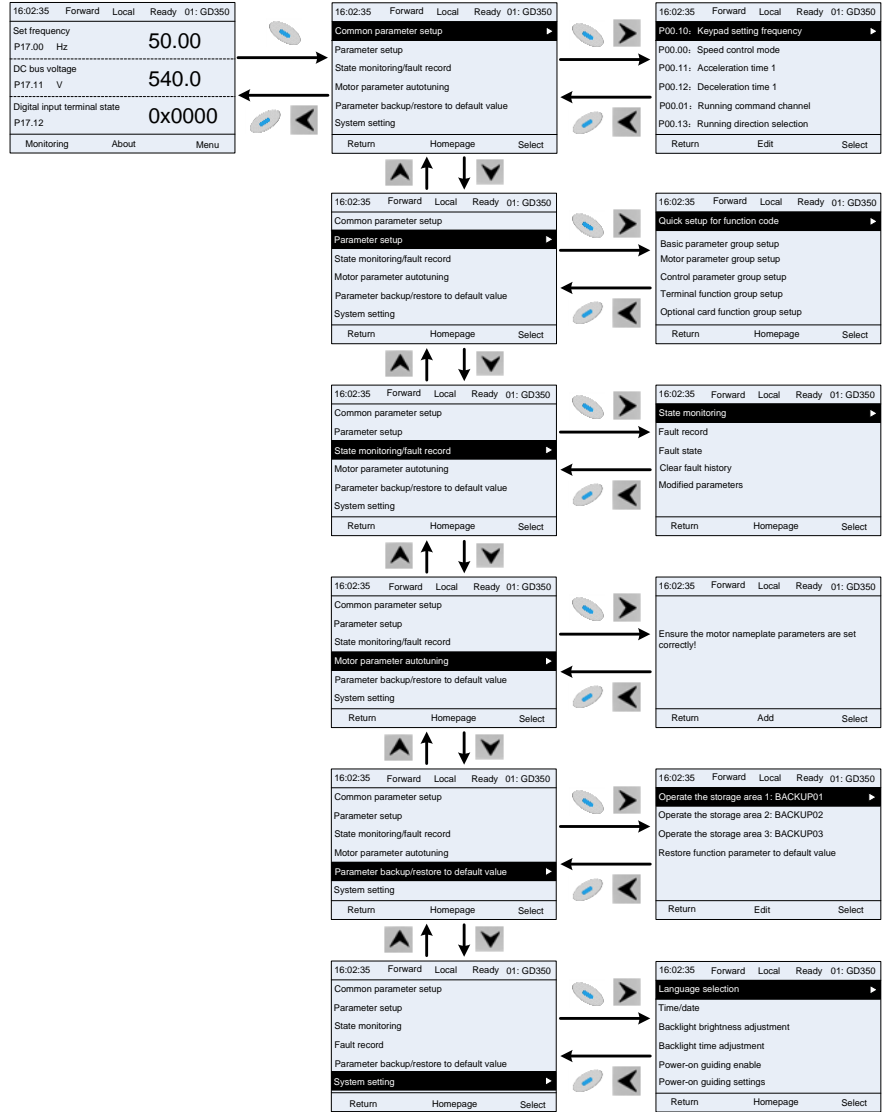 16:02:35 Forward Local Ready 01: GD350
Set frequency
P17.00 Hz 50.00
DC bus voltage
P17.11 V 540.0
Digital input terminal state
P17.12 0x0000
Monitoring About Menu
16:02:35 Forward Local Ready 01: GD350
Common parameter setup
Parameter setup
State monitoring/fault record
Motor parameter autotuning
Parameter backup/restore to default value
System setting
Return Homepage Select
16:02:35 Forward Local Ready 01: GD350
P00.10: Keypad setting frequency
P00.00: Speed control mode
P00.11: Acceleration time 1
P00.12: Deceleration time 1
P00.01: Running command channel
P00.13: Running direction selection
Return Edit Select
16:02:35 Forward Local Ready 01: GD350
Common parameter setup
Parameter setup
State monitoring/fault record
Motor parameter autotuning
Parameter backup/restore to default value
System setting
Return Homepage Select
16:02:35 Forward Local Ready 01: GD350
Quick setup for function code
Basic parameter group setup
Motor parameter group setup
Control parameter group setup
Terminal function group setup
Optional card function group setup
Return Homepage Select
16:02:35 Forward Local Ready 01: GD350
Common parameter setup
Parameter setup
State monitoring/fault record
Motor parameter autotuning
Parameter backup/restore to default value
System setting
Return Homepage Select
16:02:35 Forward Local Ready 01: GD350
State monitoring
Fault record
Fault state
Clear fault history
Modified parameters
Return Homepage Select
16:02:35 Forward Local Ready 01: GD350
Common parameter setup
Parameter setup
State monitoring/fault record
Motor parameter autotuning
Parameter backup/restore to default value
System setting
Return Homepage Select
16:02:35 Forward Local Ready 01: GD350
Ensure the motor nameplate parameters are set
correctly!
Return Add Select
16:02:35 Forward Local Ready 01: GD350
Common parameter setup
Parameter setup
State monitoring/fault record
Motor parameter autotuning
Parameter backup/restore to default value
System setting
Return Homepage Select
16:02:35 Forward Local Ready 01: GD350
Operate the storage area 1: BACKUP01
Operate the storage area 2: BACKUP02
Operate the storage area 3: BACKUP03
Restore function parameter to default value
Return Edit Select
16:02:35 Forward Local Ready 01: GD350
Common parameter setup
Parameter setup
State monitoring
Fault record
Parameter backup/restore to default value
System setting
Return Homepage Select
16:02:35 Forward Local Ready 01: GD350
Language selection
Time/date
Backlight brightness adjustment
Backlight time adjustment
Power-on guiding enable
Power-on guiding settings
Return Homepage Select